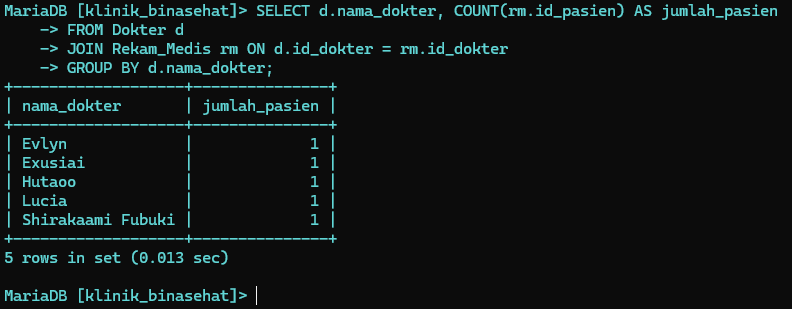 MariaDB [klinik_binasehat]> SELECT d.nama_dokter, COUNT(rm.id_pasien) AS jumlah_pasien
    -> FROM Dokter d
    -> JOIN Rekam_Medis rm ON d.id_dokter = rm.id_dokter
    -> GROUP BY d.nama_dokter;
+-------------------+---------------+
| nama_dokter       | jumlah_pasien |
+-------------------+---------------+
| Evlyn             |             1 |
| Exusiai           |             1 |
| Hutaoo            |             1 |
| Lucia             |             1 |
| Shirakaami Fubuki |             1 |
+-------------------+---------------+
5 rows in set (0.013 sec)
MariaDB [klinik_binasehat]>